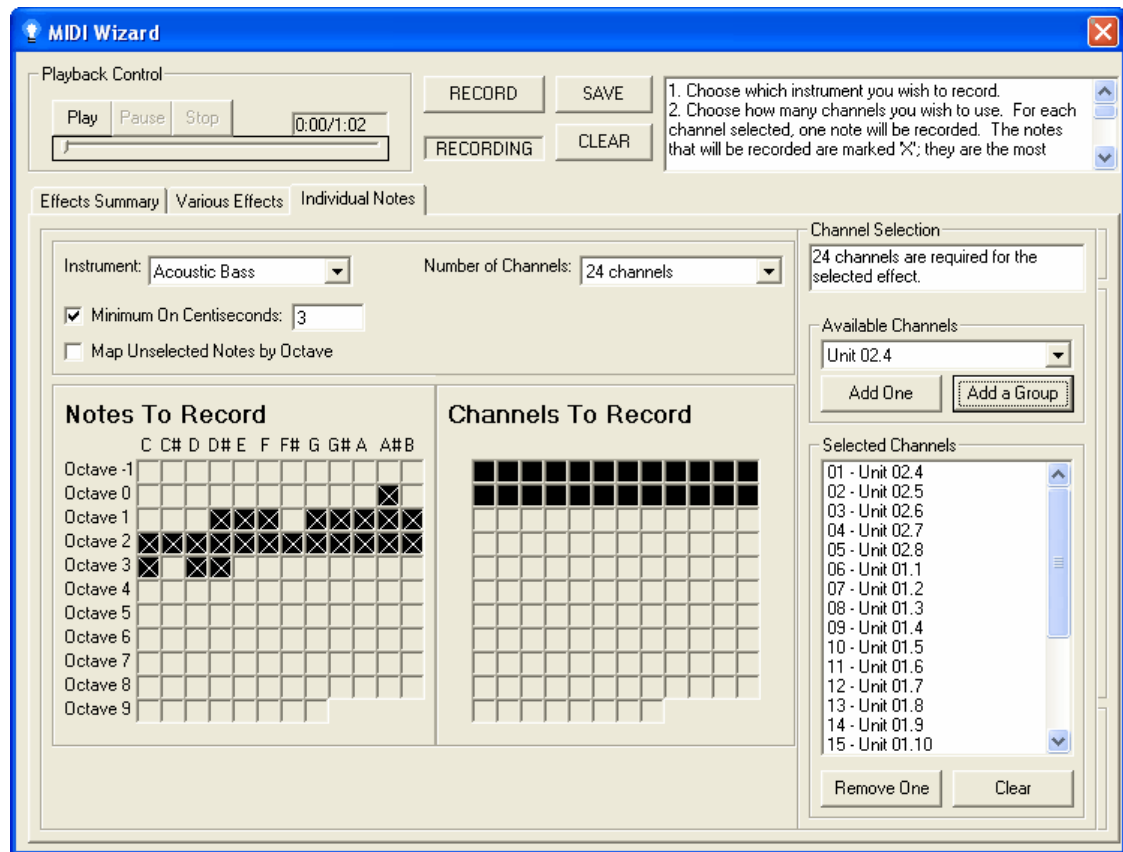 MIDI Wizard
Playback Control
Play Pause Stop
0:00/1:02
RECORD
SAVE
RECORDING
CLEAR
1. Choose which instrument you wish to record.
2. Choose how many channels you wish to use. For each
channel selected, one note will be recorded. The notes
that will be recorded are marked 'X'; they are the most
Effects Summary Various Effects Individual Notes
Instrument: Acoustic Bass
Number of Channels: 24 channels
Minimum On Centiseconds: 3
Map Unselected Notes by Octave
Notes To Record
C C# D D# E F F# G G# A A# B
Octave -1
Octave 0
Octave 1
Octave 2
Octave 3
Octave 4
Octave 5
Octave 6
Octave 7
Octave 8
Octave 9
Channels To Record
Channel Selection
24 channels are required for the
selected effect.
Available Channels
Unit 02.4
Add One Add a Group
Selected Channels
01 - Unit 02.4
02 - Unit 02.5
03 - Unit 02.6
04 - Unit 02.7
05 - Unit 02.8
06 - Unit 01.1
07 - Unit 01.2
08 - Unit 01.3
09 - Unit 01.4
10 - Unit 01.5
11 - Unit 01.6
12 - Unit 01.7
13 - Unit 01.8
14 - Unit 01.9
15 - Unit 01.10
Remove One Clear